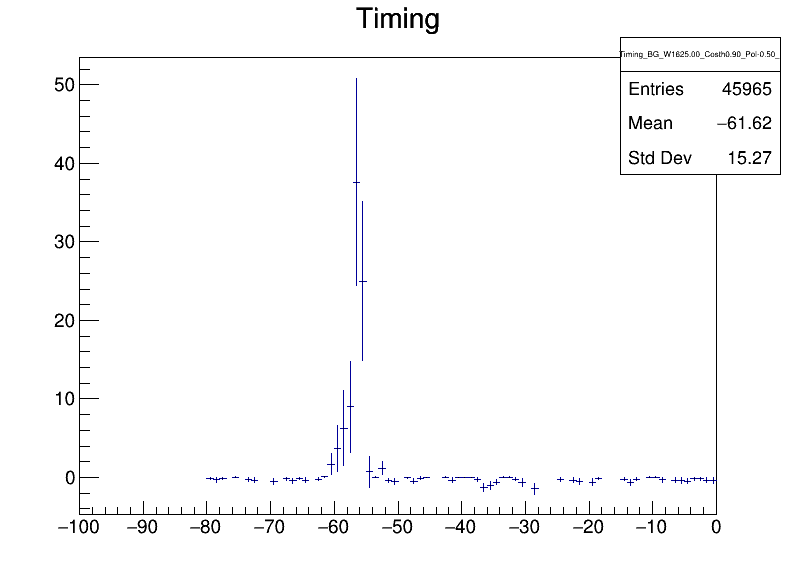 Timing
Timing_BG_W1625.00_Costh0.90_Pol-0.50_
Entries 45965
Mean −61.62
Std Dev 15.27
50
40
30
20
10
0
−100 −90 −80 −70 −60 −50 −40 −30 −20 −10 0